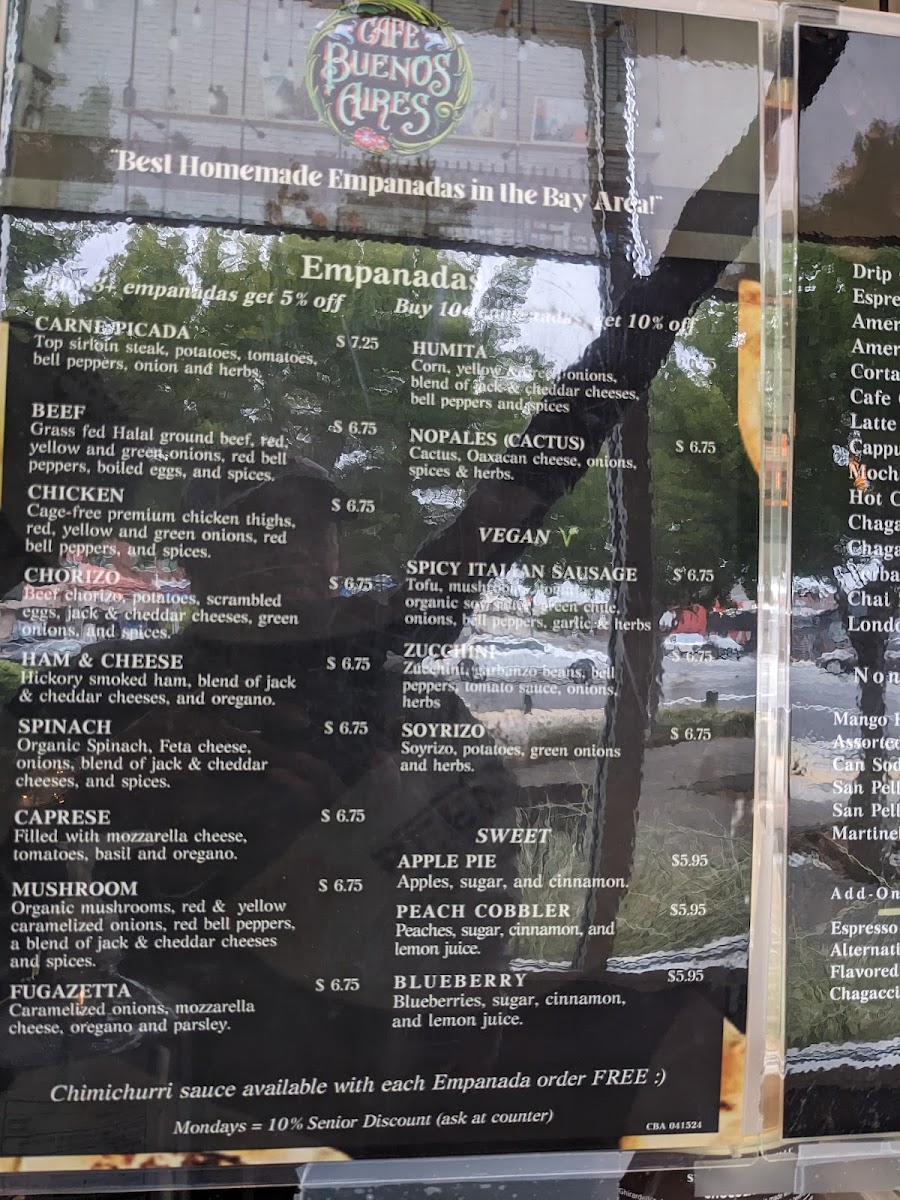 CAFE
BUENOS
AIRES
"Best Homemade Empanadas in the Bay Area!"
Empanadas
3+ empanadas get 5% off
Buy 10+ empanadas, get 10% off
CARNE PICADA $ 7.25
Top sirloin steak, potatoes, tomatoes,
bell peppers, onion and herbs.
BEEF $ 6.75
Grass fed Halal ground beef, red,
yellow and green onions, red bell
peppers, boiled eggs, and spices.
CHICKEN $ 6.75
Cage-free premium chicken thighs,
red, yellow and green onions, red
bell peppers, and spices.
CHORIZO $ 6.75
Beef chorizo, potatoes, scrambled
eggs, jack & cheddar cheeses, green
onions, and spices.
HAM & CHEESE $ 6.75
Hickory smoked ham, blend of jack
& cheddar cheeses, and oregano.
SPINACH $ 6.75
Organic Spinach, Feta cheese,
onions, blend of jack & cheddar
cheeses, and spices.
CAPRESE $ 6.75
Filled with mozzarella cheese,
tomatoes, basil and oregano.
MUSHROOM $ 6.75
Organic mushrooms, red & yellow
caramelized onions, red bell peppers,
a blend of jack & cheddar cheeses
and spices.
FUGAZETTA $ 6.75
Caramelized onions, mozzarella
cheese, oregano and parsley.
HUMITA
Corn, yellow & green onions,
blend of jack & cheddar cheeses,
bell peppers and spices
NOPALES (CACTUS) $ 6.75
Cactus, Oaxacan cheese, onions,
spices & herbs.
VEGAN
SPICY ITALIAN SAUSAGE $ 6.75
Tofu,
organic green chile,
onions, bell peppers, garlic & herbs
ZUCCHINI $ 6.75
Zucchini, garbanzo beans, bell
peppers, tomato sauce, onions,
herbs
SOYRIZO $ 6.75
Soyrizo, potatoes, green onions
and herbs.
SWEET
APPLE PIE $5.95
Apples, sugar, and cinnamon.
PEACH COBBLER $5.95
Peaches, sugar, cinnamon, and
lemon juice.
BLUEBERRY $5.95
Blueberries, sugar, cinnamon,
and lemon juice.
Chimichurri sauce available with each Empanada order FREE :)
Mondays = 10% Senior Discount (ask at counter)
CBA 041524
Drip
Espre
Amer
Amer
Corta
Cafe
Latte
Cappu
Moch
Hot C
Chaga
Chaga
Chai
Londo
Non
Mango
Assorted
Can Sod
San Pell
San Pell
Martinel
Add-On
Espresso
Alternati
Flavored
Chagacci